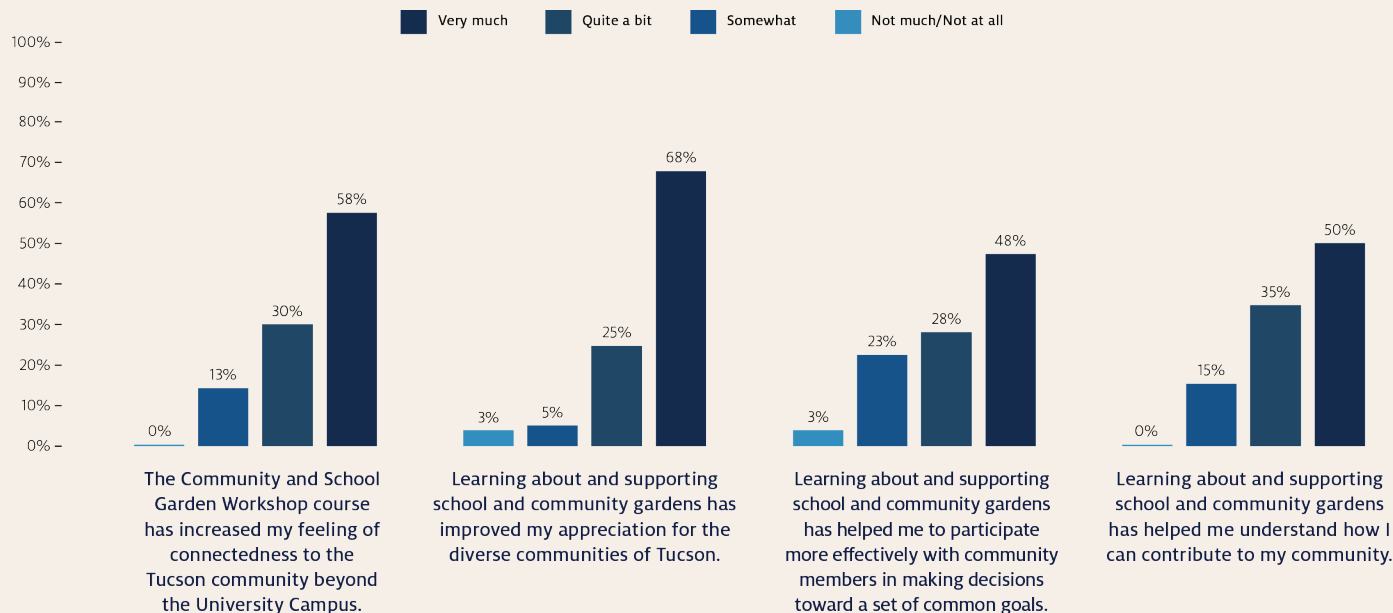 Very much
Quite a bit
Somewhat
Not much/Not at all
100%
90%
80%
70%
60%
50%
40%
30%
20%
10%
0%
0%
13%
30%
58%
3%
5%
25%
68%
3%
23%
28%
48%
0%
15%
35%
50%
The Community and School
Garden Workshop course
has increased my feeling of
connectedness to the
Tucson community beyond
the University Campus.
Learning about and supporting
school and community gardens has
improved my appreciation for the
diverse communities of Tucson.
Learning about and supporting
school and community gardens
has helped me to participate
more effectively with community
members in making decisions
toward a set of common goals.
Learning about and supporting
school and community gardens
has helped me understand how I
can contribute to my community.